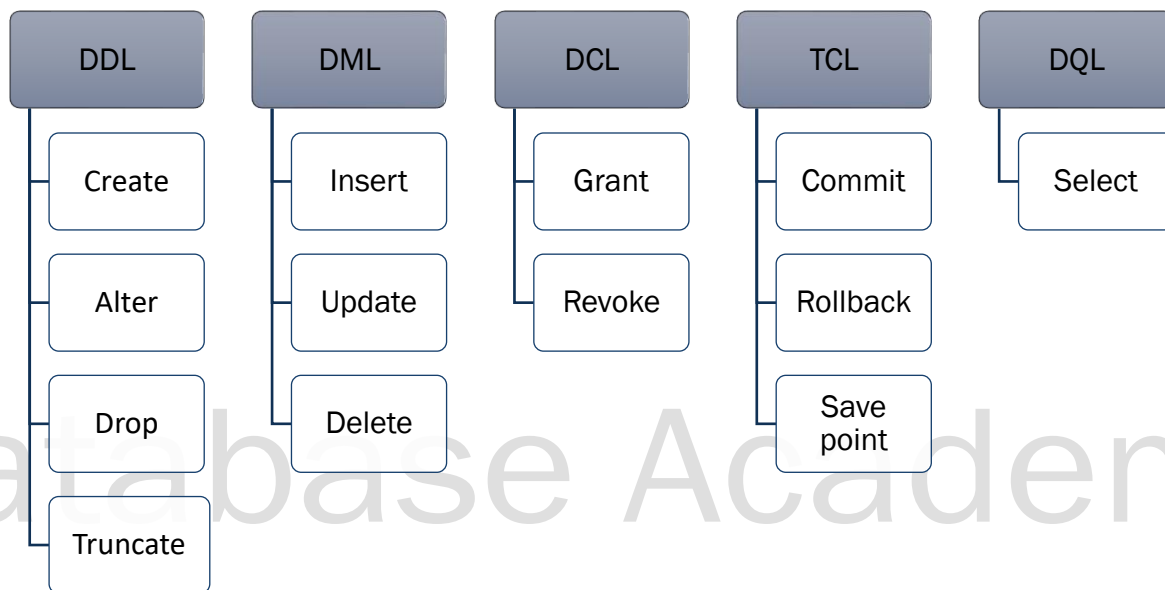 DDL
Create
Alter
Drop
Truncate
DML
Insert
Update
Delete
DCL
Grant
Revoke
TCL
Commit
Rollback
Save
point
DQL
Select
atabase Academ